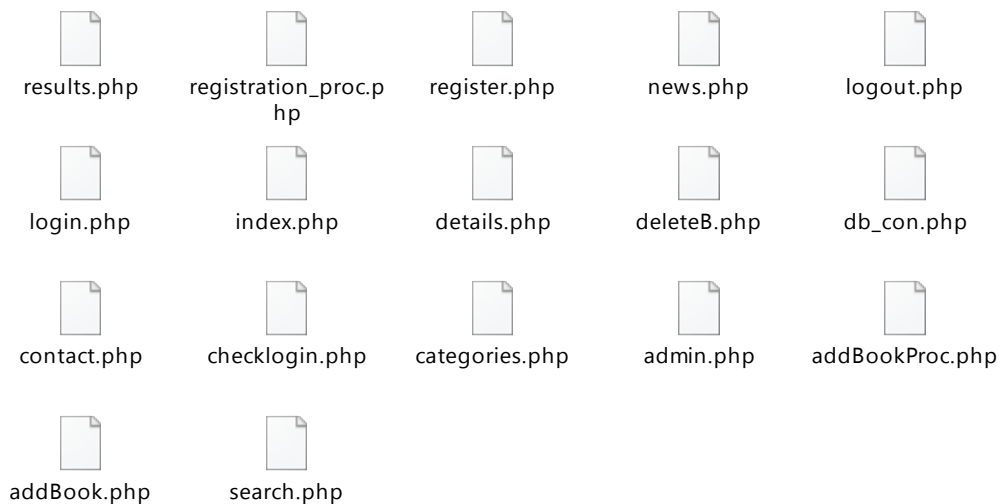 results.php
registration_proc.p
hp
register.php
news.php
logout.php
login.php
index.php
details.php
deleteB.php
db_con.php
contact.php
checklogin.php
categories.php
admin.php
addBookProc.php
addBook.php
search.php